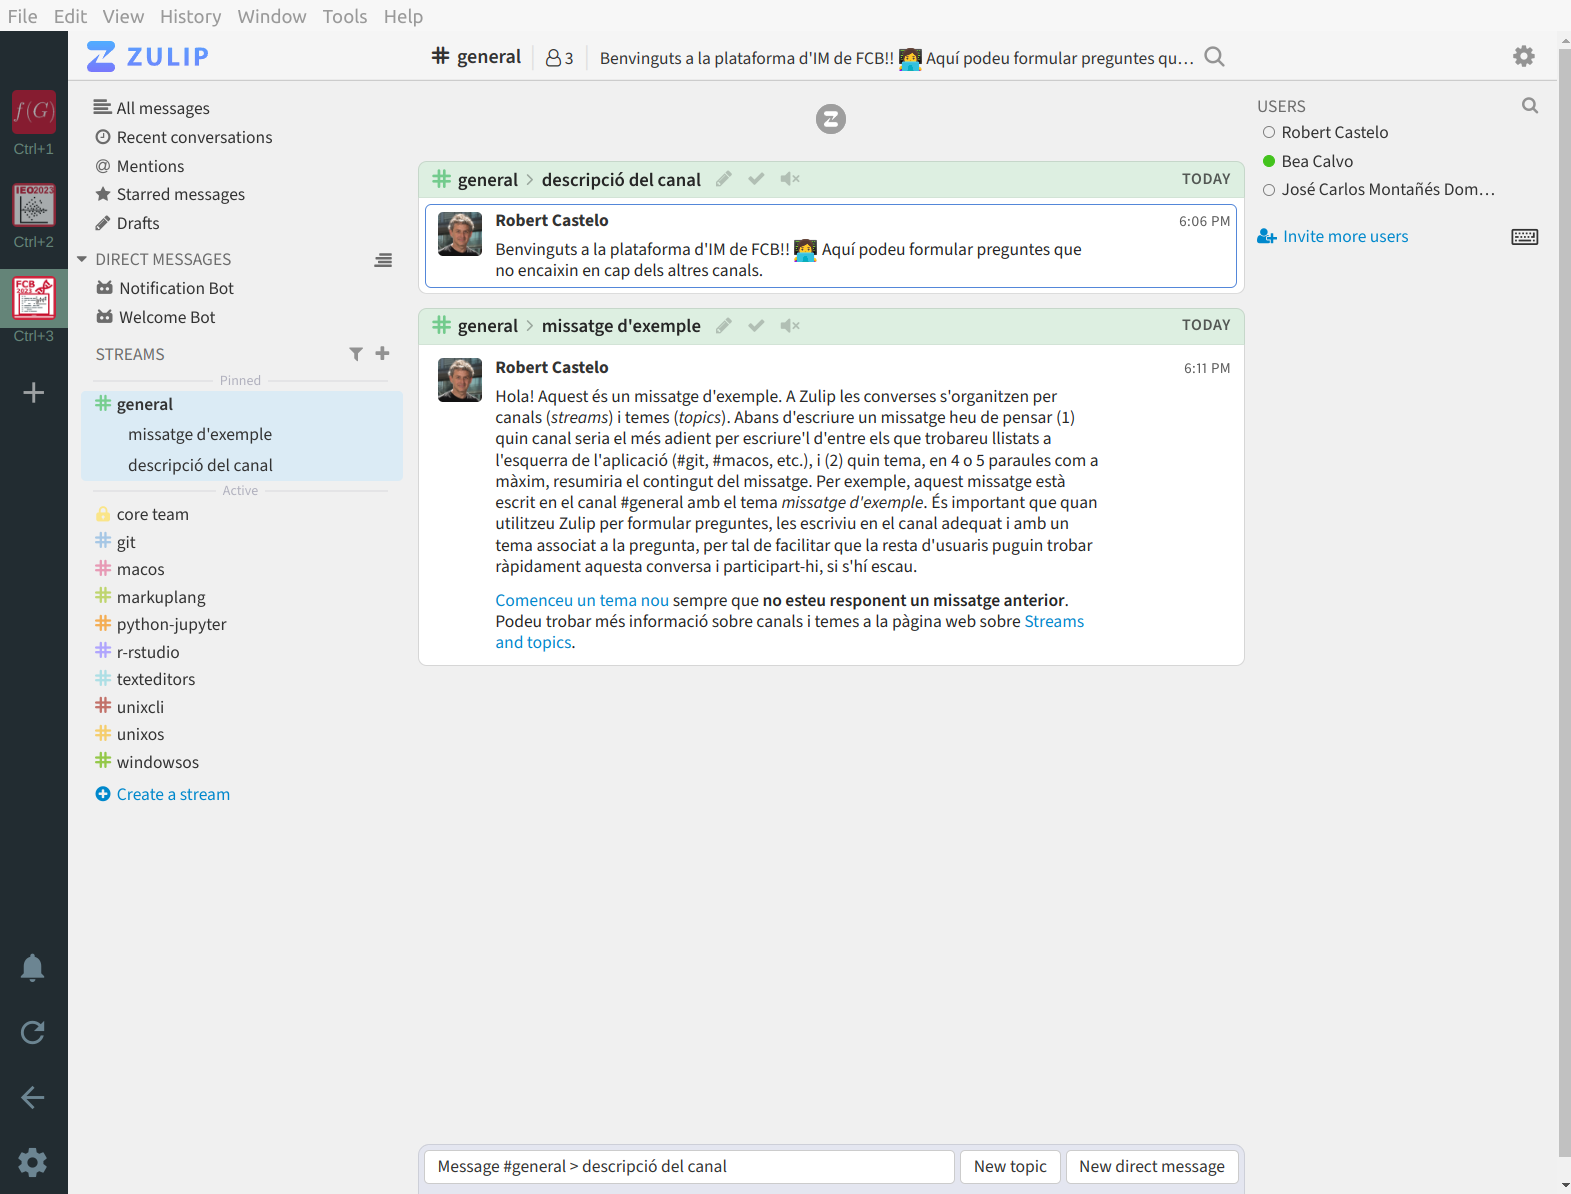 File Edit View History Window Tools Help
ZULIP
general
3
Benvinguts a la plataforma d'IM de FCB!! Aquí podeu formular preguntes qu…
f(G)
Ctrl+1
IEO2023
Ctrl+2
FCB
2023
Ctrl+3
All messages
Recent conversations
Mentions
Starred messages
Drafts
DIRECT MESSAGES
Notification Bot
Welcome Bot
STREAMS
Pinned
general
missatge d'exemple
descripció del canal
Active
core team
git
macos
markuplang
python-jupyter
r-rstudio
texteditors
unixcli
unixos
windowsos
Create a stream
general > descripció del canal
TODAY
Robert Castelo
6:06 PM
Benvinguts a la plataforma d'IM de FCB!! Aquí podeu formular preguntes que
no encaixin en cap dels altres canals.
general > missatge d'exemple
TODAY
Robert Castelo
6:11 PM
Hola! Aquest és un missatge d'exemple. A Zulip les converses s'organitzen per
canals (streams) i temes (topics). Abans d'escriure un missatge heu de pensar (1)
quin canal seria el més adient per escriure'l d'entre els que trobareu llistats a
l'esquerra de l'aplicació (#git, #macos, etc.), i (2) quin tema, en 4 o 5 paraules com a
màxim, resumiria el contingut del missatge. Per exemple, aquest missatge està
escrit en el canal #general amb el tema missatge d'exemple. És important que quan
utilitzeu Zulip per formular preguntes, les escriviu en el canal adequat i amb un
tema associat a la pregunta, per tal de facilitar que la resta d'usuaris puguin trobar
ràpidament aquesta conversa i participart-hi, si s'hí escau.
Comenceu un tema nou sempre que no esteu responent un missatge anterior.
Podeu trobar més informació sobre canals i temes a la pàgina web sobre Streams
and topics.
Message #general > descripció del canal
New topic
New direct message
USERS
Robert Castelo
Bea Calvo
José Carlos Montañés Dom…
Invite more users